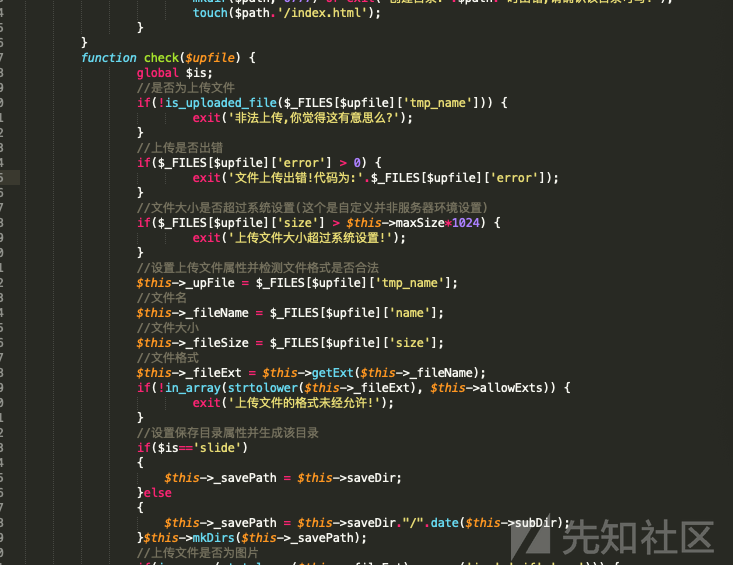 touch($path.'/index.html');
}
}
function check($upfile) {
global $is;
//是否为上传文件
if(!is_uploaded_file($_FILES[$upfile]['tmp_name'])) {
exit('非法上传,你觉得这有意思么?');
}
//上传是否出错
if($_FILES[$upfile]['error'] > 0) {
exit('文件上传出错!代码为:'.$_FILES[$upfile]['error']);
}
//文件大小是否超过系统设置(这个是自定义并非服务器环境设置)
if($_FILES[$upfile]['size'] > $this->maxSize*1024) {
exit('上传文件大小超过系统设置!');
}
//设置上传文件属性并检测文件格式是否合法
$this->_upFile = $_FILES[$upfile]['tmp_name'];
//文件名
$this->_fileName = $_FILES[$upfile]['name'];
//文件大小
$this->_fileSize = $_FILES[$upfile]['size'];
//文件格式
$this->_fileExt = $this->getExt($this->_fileName);
if(!in_array(strtolower($this->_fileExt), $this->allowExts)) {
exit('上传文件的格式未经允许!');
}
//设置保存目录属性并生成该目录
if($is=='slide')
{
$this->_savePath = $this->saveDir;
}else
{
$this->_savePath = $this->saveDir."/".date($this->subDir);
}$this->mkDirs($this->_savePath);
//上传文件是否为图片
先知社区